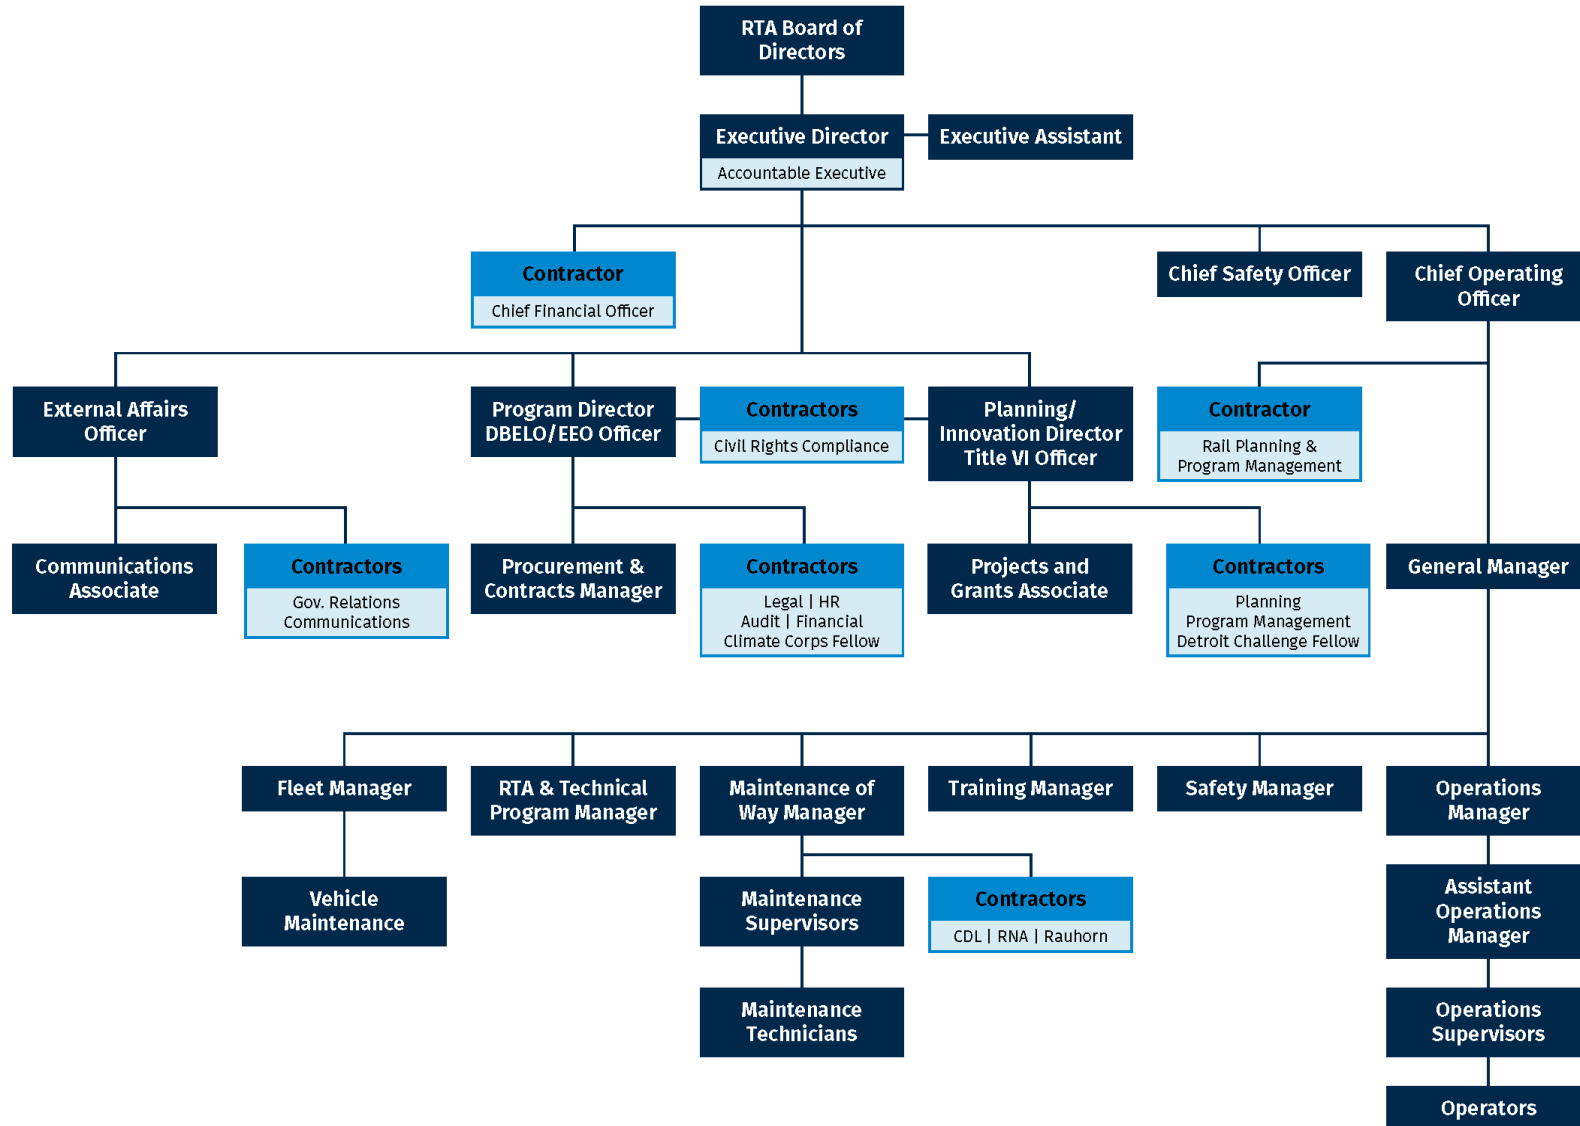 RTA Board of
Directors
Executive Director
Accountable Executive
Executive Assistant
Contractor
Chief Financial Officer
Chief Safety Officer
Chief Operating
Officer
External Affairs
Officer
Program Director
DBELO/EEO Officer
Contractors
Civil Rights Compliance
Planning/
Innovation Director
Title VI Officer
Contractor
Rail Planning &
Program Management
Communications
Associate
Contractors
Gov. Relations
Communications
Procurement &
Contracts Manager
Contractors
Legal | HR
Audit | Financial
Climate Corps Fellow
Projects and
Grants Associate
Contractors
Planning
Program Management
Detroit Challenge Fellow
General Manager
Fleet Manager
RTA & Technical
Program Manager
Maintenance of
Way Manager
Training Manager
Safety Manager
Operations
Manager
Vehicle
Maintenance
Maintenance
Supervisors
Contractors
CDL | RNA | Rauhorn
Assistant
Operations
Manager
Maintenance
Technicians
Operations
Supervisors
Operators